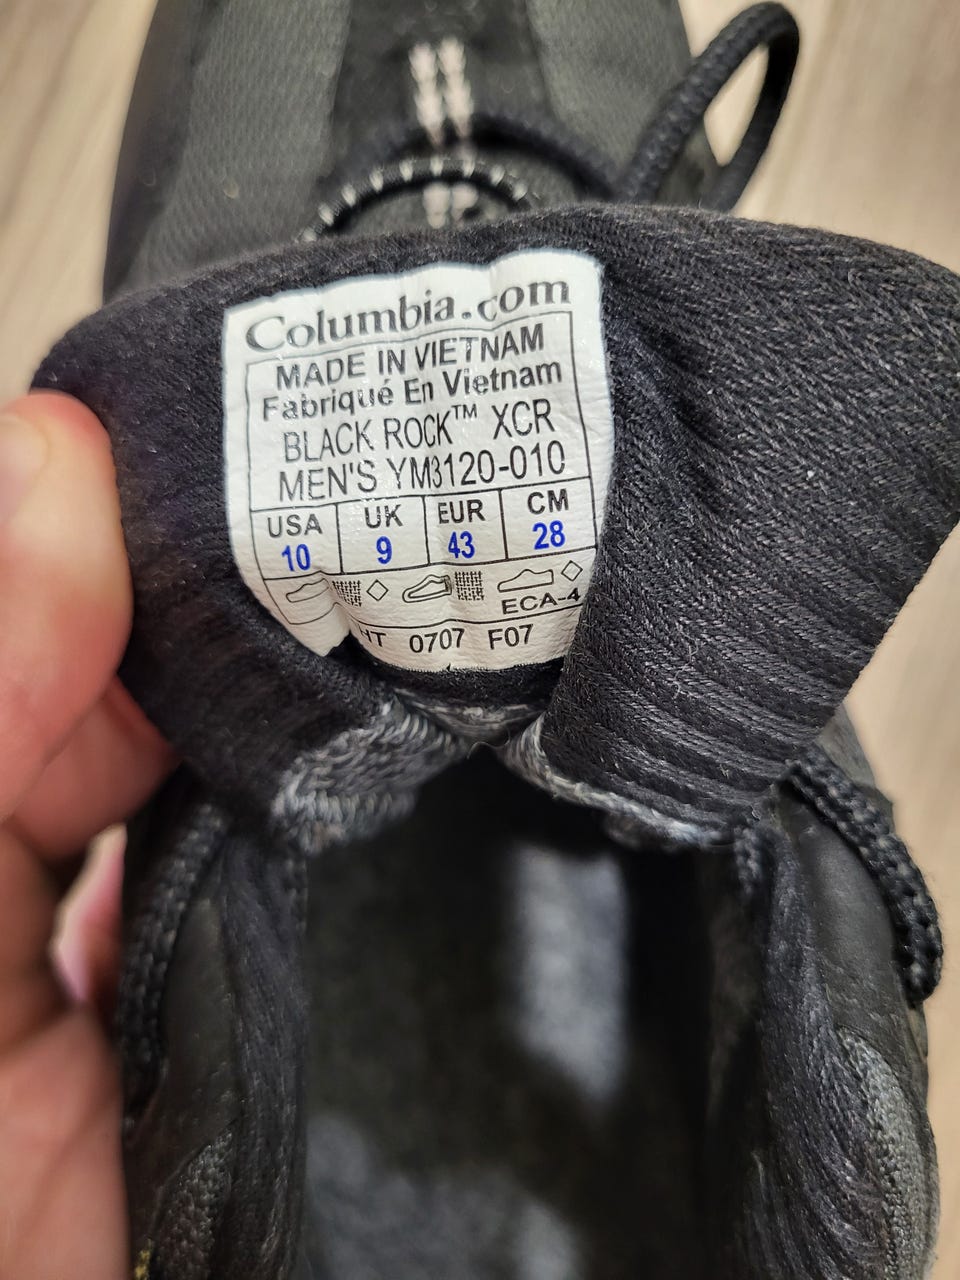 Columbia.com
MADE IN VIETNAM
Fabriqué En Vietnam
BLACK ROCK™ XCR
MEN'S YM3120-010
USA UK EUR CM
10 9 43 28
ECA-4
HT 0707 F07